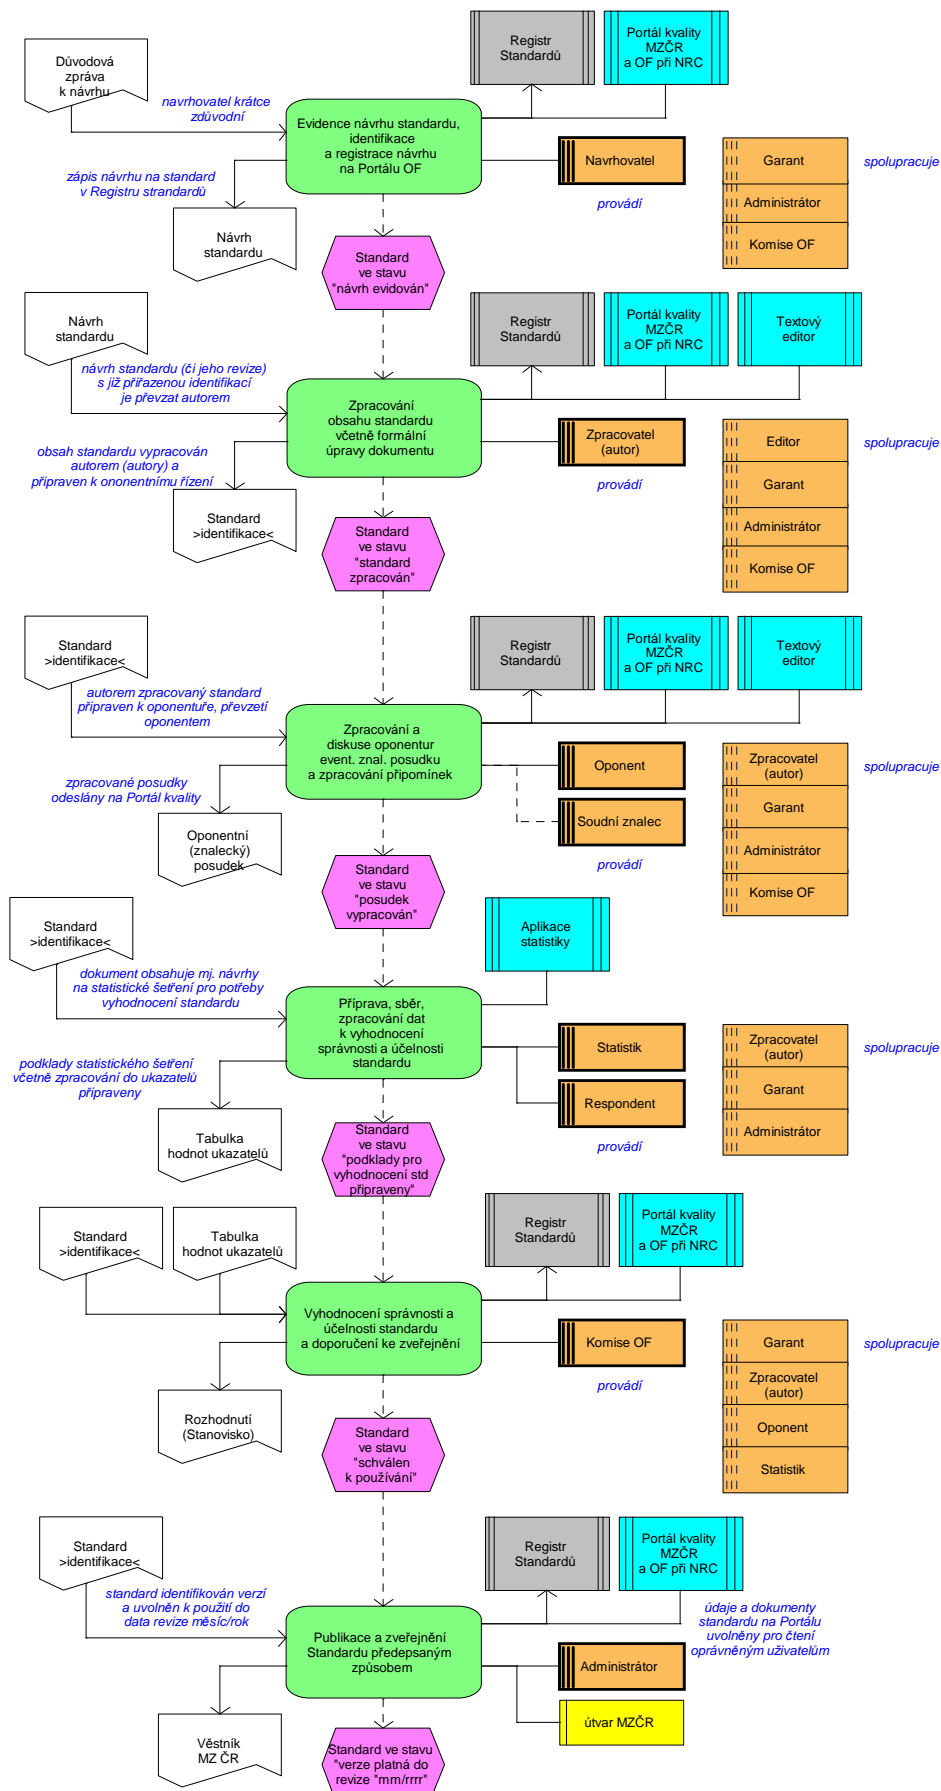 Důvodová
zpráva
k návrhu
Registr
Standardů
Portál kvality
MZČR
a OF při NRC
navrhovatel krátce
zdůvodní
Evidence návrhu standardu,
identifikace
a registrace návrhu
na Portálu OF
Navrhovatel
provádí
Garant
Administrátor
Komise OF
spolupracuje
zápis návrhu na standard
v Registru strandardů
Návrh
standardu
Standard
ve stavu
"návrh evidován"
Návrh
standardu
Registr
Standardů
Portál kvality
MZČR
a OF při NRC
Textový
editor
návrh standardu (či jeho revize)
s již přiřazenou identifikací
je převzat autorem
Zpracování
obsahu standardu
včetně formální
úpravy dokumentu
Zpracovatel
(autor)
provádí
Editor
Garant
Administrátor
Komise OF
spolupracuje
obsah standardu vypracován
autorem (autory) a
připraven k ononentnímu řízení
Standard
>identifikace<
Standard
ve stavu
"standard
zpracován"
Standard
>identifikace<
Registr
Standardů
Portál kvality
MZČR
a OF při NRC
Textový
editor
autorem zpracovaný standard
připraven k oponentuře, převzetí
oponentem
Zpracování a
diskuse oponentur
event. znal. posudku
a zpracování připomínek
Oponent
Soudní znalec
provádí
Zpracovatel
(autor)
Garant
Administrátor
Komise OF
spolupracuje
zpracované posudky
odeslány na Portál kvality
Oponentní
(znalecký)
posudek
Standard
ve stavu
"posudek
vypracován"
Standard
>identifikace<
Aplikace
statistiky
dokument obsahuje mj. návrhy
na statistické šetření pro potřeby
vyhodnocení standardu
Příprava, sběr,
zpracování dat
k vyhodnocení
správnosti a účelnosti
standardu
Statistik
Respondent
provádí
Zpracovatel
(autor)
Garant
Administrátor
spolupracuje
podklady statistického šetření
včetně zpracování do ukazatelů
připraveny
Tabulka
hodnot ukazatelů
Standard
ve stavu
"podklady pro
vyhodnocení std
připraveny"
Standard
>identifikace<
Tabulka
hodnot ukazatelů
Registr
Standardů
Portál kvality
MZČR
a OF při NRC
Vyhodnocení správnosti a
účelnosti standardu
a doporučení ke zveřejnění
Komise OF
provádí
Garant
Zpracovatel
(autor)
Oponent
Statistik
spolupracuje
Rozhodnutí
(Stanovisko)
Standard
ve stavu
"schválen
k používání"
Standard
>identifikace<
Registr
Standardů
Portál kvality
MZČR
a OF při NRC
standard identifikován verzí
a uvolněn k použití do
data revize měsíc/rok
Publikace a zveřejnění
Standardu předepsaným
způsobem
údaje a dokumenty
standardu na Portálu
uvolněny pro čtení
oprávněným uživatelům
Administrátor
útvar MZČR
Věstník
MZ ČR
Standard ve stavu
"verze platná do
revize "mm/rrrr"